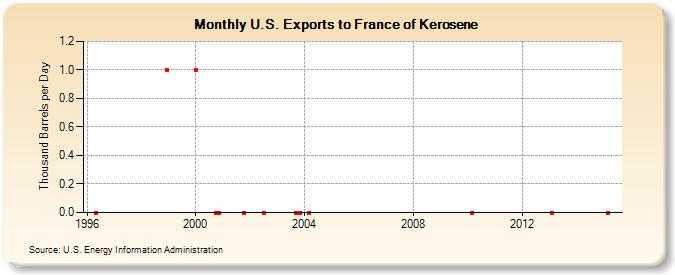 Monthly U.S. Exports to France of Kerosene
Thousand Barrels per Day
1.2
1.0
0.8
0.6
0.4
0.2
0.0
1996 2000 2004 2008 2012
Source: U.S. Energy Information Administration